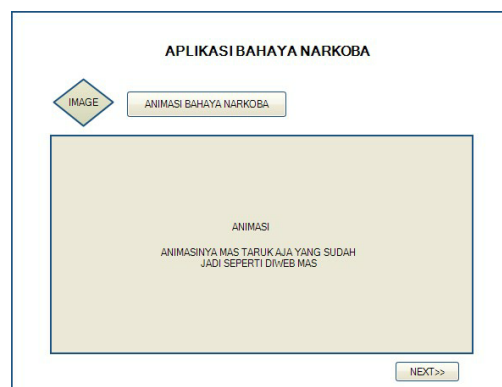 APLIKASI BAHAYA NARKOBA
IMAGE
ANIMASI BAHAYA NARKOBA
ANIMASI
ANIMASINYA MAS TARUK AJA YANG SUDAH
JADI SEPERTI DIWEB MAS
NEXT>>